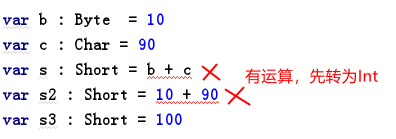 var b : Byte = 10
var c : Char = 90
var s : Short = b + c
有运算，先转为Int
var s2 : Short = 10 + 90
var s3 : Short = 100